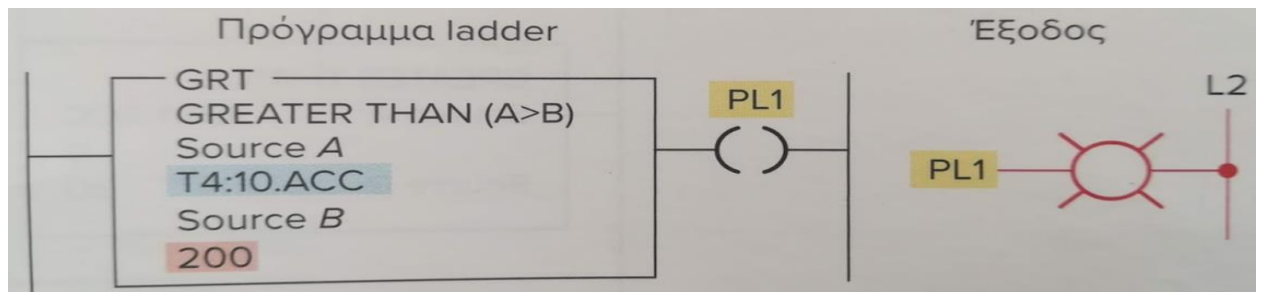 Πρόγραμμα ladder
Έξοδος
GRT
GREATER THAN (A>B)
Source A
T4:10.ACC
Source B
200
PL1
L2
PL1